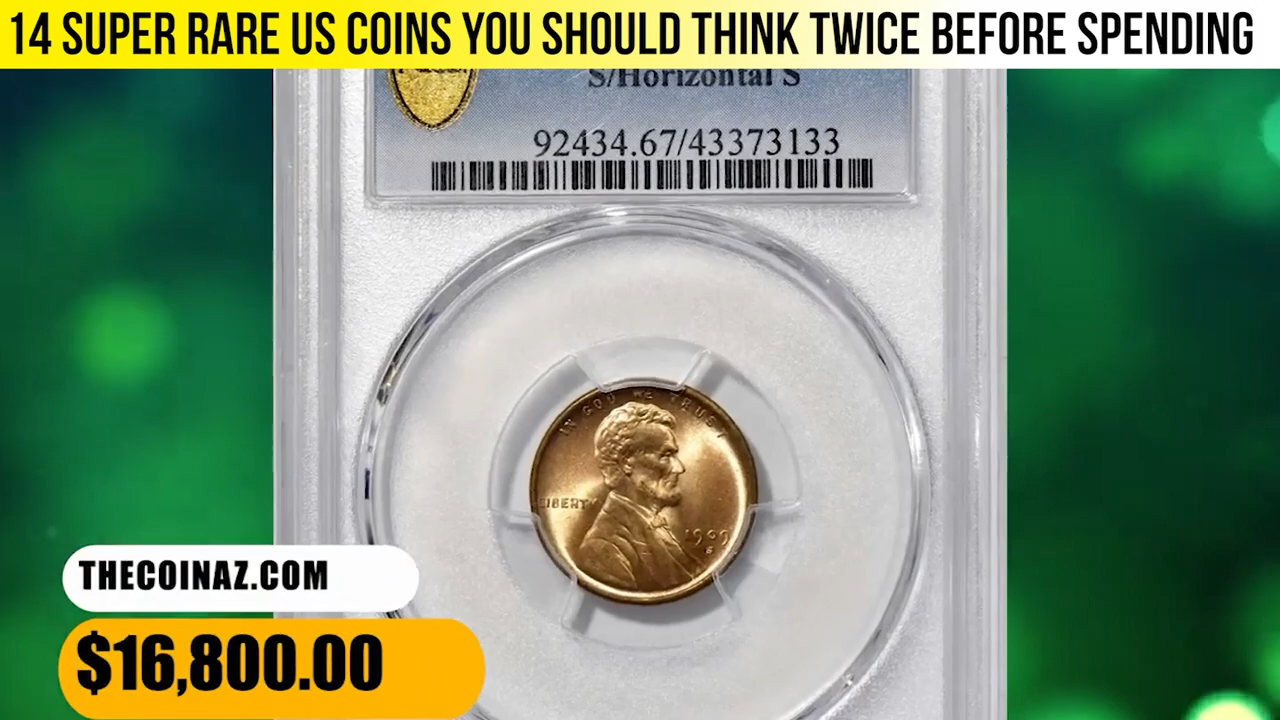 14 SUPER RARE US COINS YOU SHOULD THINK TWICE BEFORE SPENDING
S/Horizontal S
92434.67/43373133
IN GOD WE TRUST
LIBERTY
1909
S
THECOINAZ.COM
$16,800.00